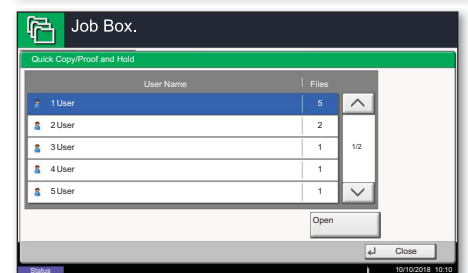 Job Box.
Quick Copy/Proof and Hold
User Name Files
1 User 5
2 User 2
3 User 1
4 User 1
5 User 1
1/2
Open
Close
Status 10/10/2018 10:10